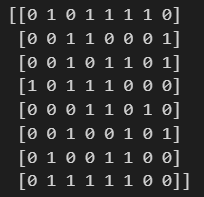 [[0 1 0 1 1 1 1 0]
[0 0 1 1 0 0 0 1]
[0 0 1 0 1 1 0 1]
[1 0 1 1 1 0 0 0]
[0 0 0 1 1 0 1 0]
[0 0 1 0 0 1 0 1]
[0 1 0 0 1 1 0 0]
[0 1 1 1 1 1 0 0]]